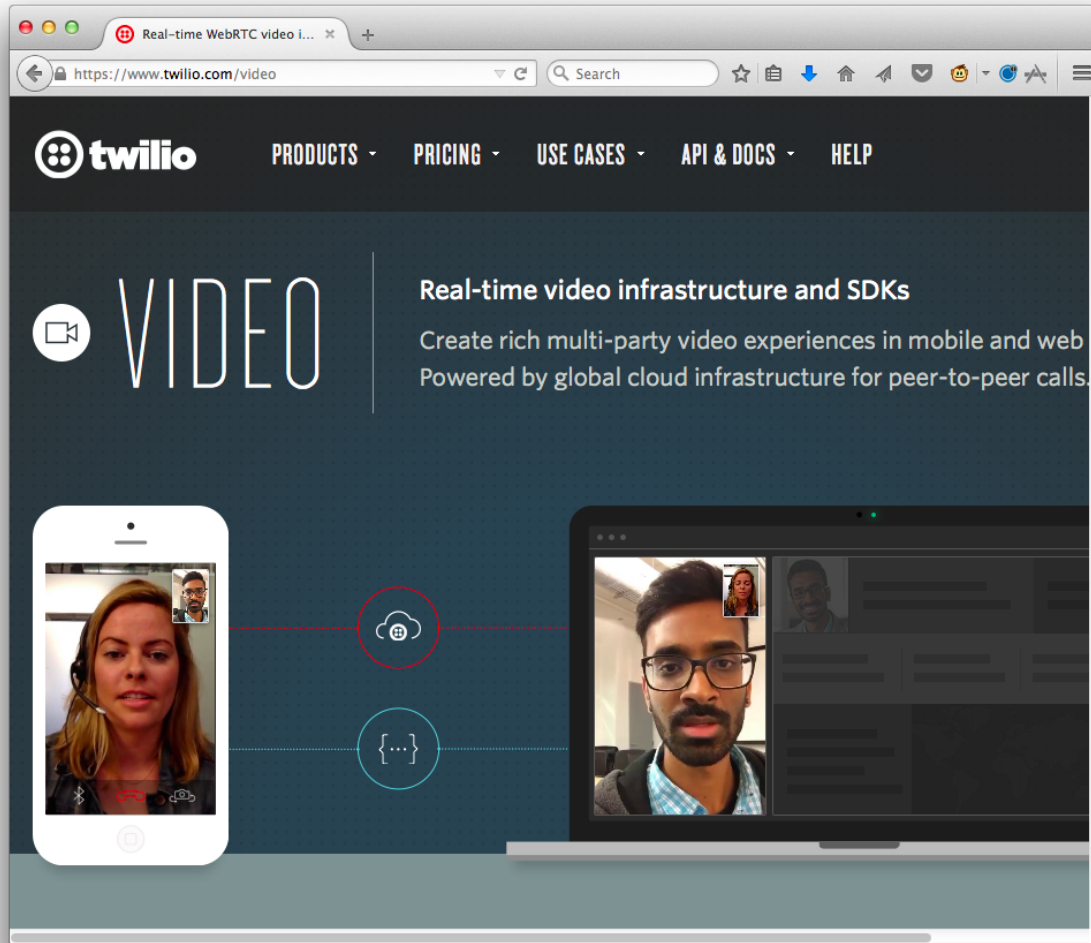 Real-time WebRTC video i...
https://www.twilio.com/video
Search
twilio
PRODUCTS
PRICING
USE CASES
API & DOCS
HELP
VIDEO
Real-time video infrastructure and SDKs
Create rich multi-party video experiences in mobile and web
Powered by global cloud infrastructure for peer-to-peer calls.
{...}